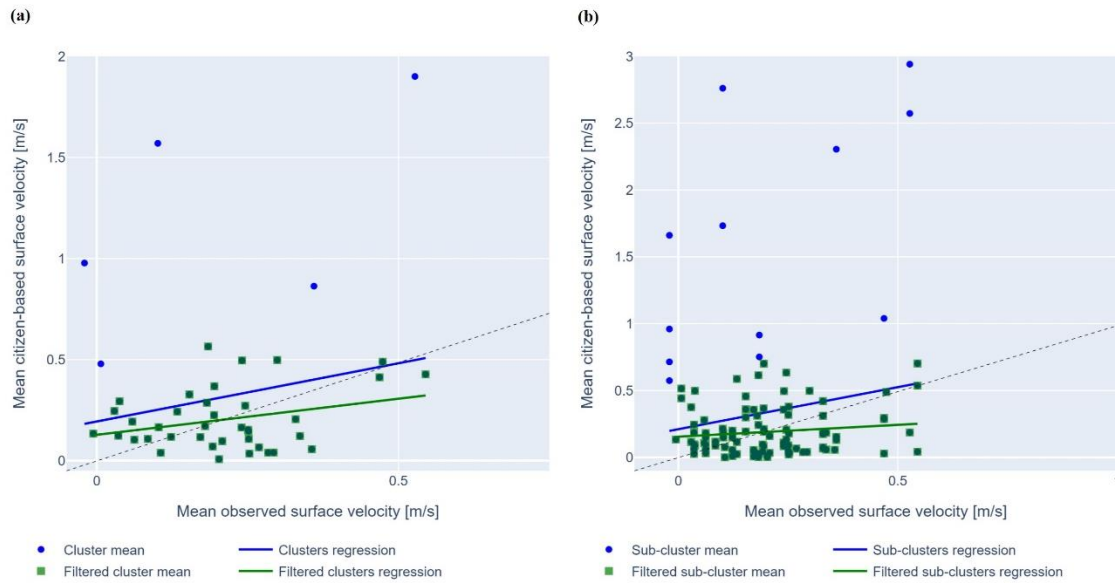 (a)
(b)
2
1.5
1
0.5
0
0
0.5
Mean citizen-based surface velocity [m/s]
Mean observed surface velocity [m/s]
Cluster mean
Clusters regression
Filtered cluster mean
Filtered clusters regression
3
2.5
2
1.5
1
0.5
0
0
0.5
Mean citizen-based surface velocity [m/s]
Mean observed surface velocity [m/s]
Sub-cluster mean
Sub-clusters regression
Filtered sub-cluster mean
Filtered sub-clusters regression